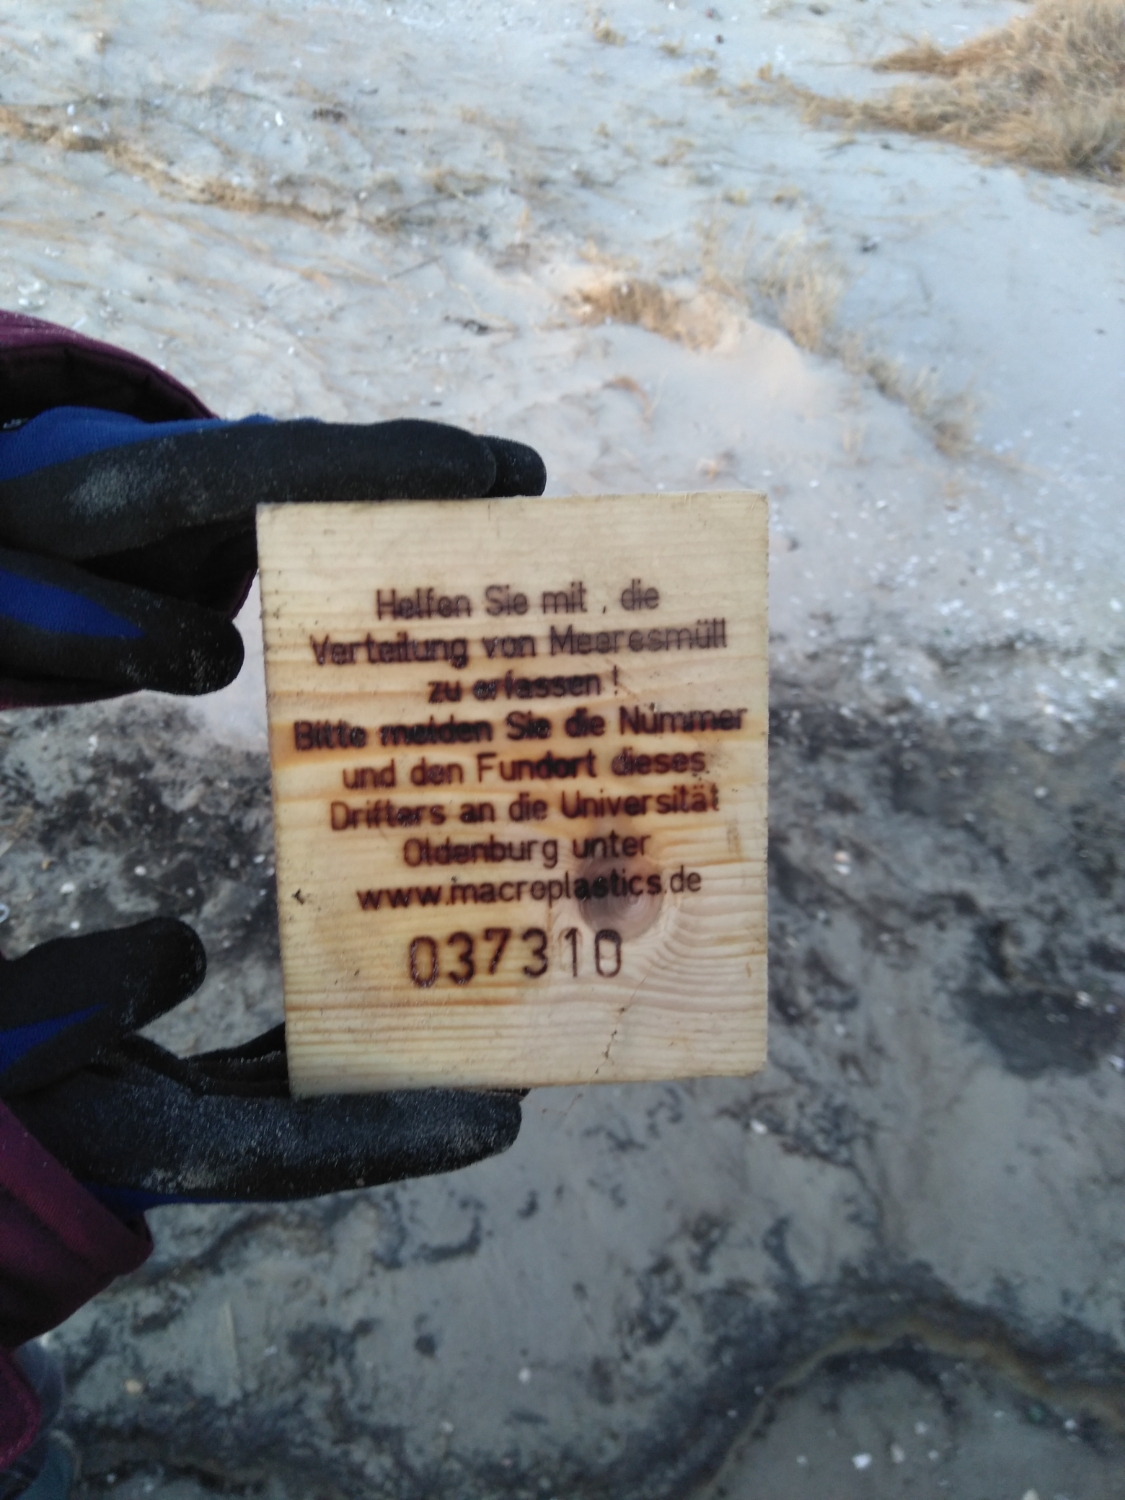 Helfen Sie mit , die
Verteilung von Meeresmüll
zu erfassen !
Bitte melden Sie die Nummer
und den Fundort dieses
Drifters an die Universität
Oldenburg unter
www.macroplastics.de
037310